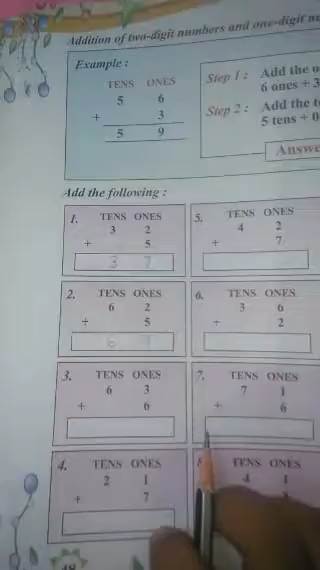 Addition of two-digit numbers and one-digit
Example :
TENS ONES
5 6
+ 3
5 9
Step 1 : Add the
6 ones + 3
Step 2 : Add the
5 tens + 0
Add the following :
1. TENS ONES
3 2
+ 5
3 7
5. TENS ONES
4 2
+ 7
2. TENS ONES
6 2
+ 5
6 7
6. TENS ONES
3 6
+ 2
3. TENS ONES
6 3
+ 6
7. TENS ONES
7 1
+ 6
4. TENS ONES
2 1
+ 7
TENS ONES
4 1
48